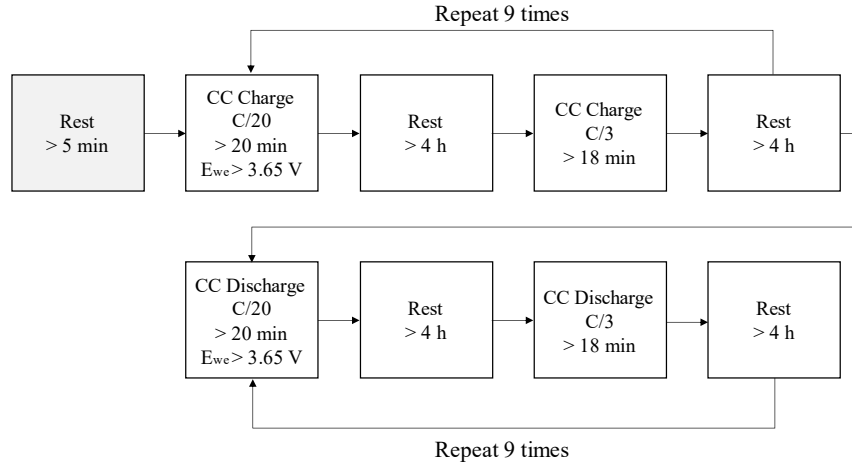 Repeat 9 times
Rest
> 5 min
CC Charge
C/20
> 20 min
Ewe > 3.65 V
Rest
> 4 h
CC Charge
C/3
> 18 min
Rest
> 4 h
CC Discharge
C/20
> 20 min
Ewe > 3.65 V
Rest
> 4 h
CC Discharge
C/3
> 18 min
Rest
> 4 h
Repeat 9 times